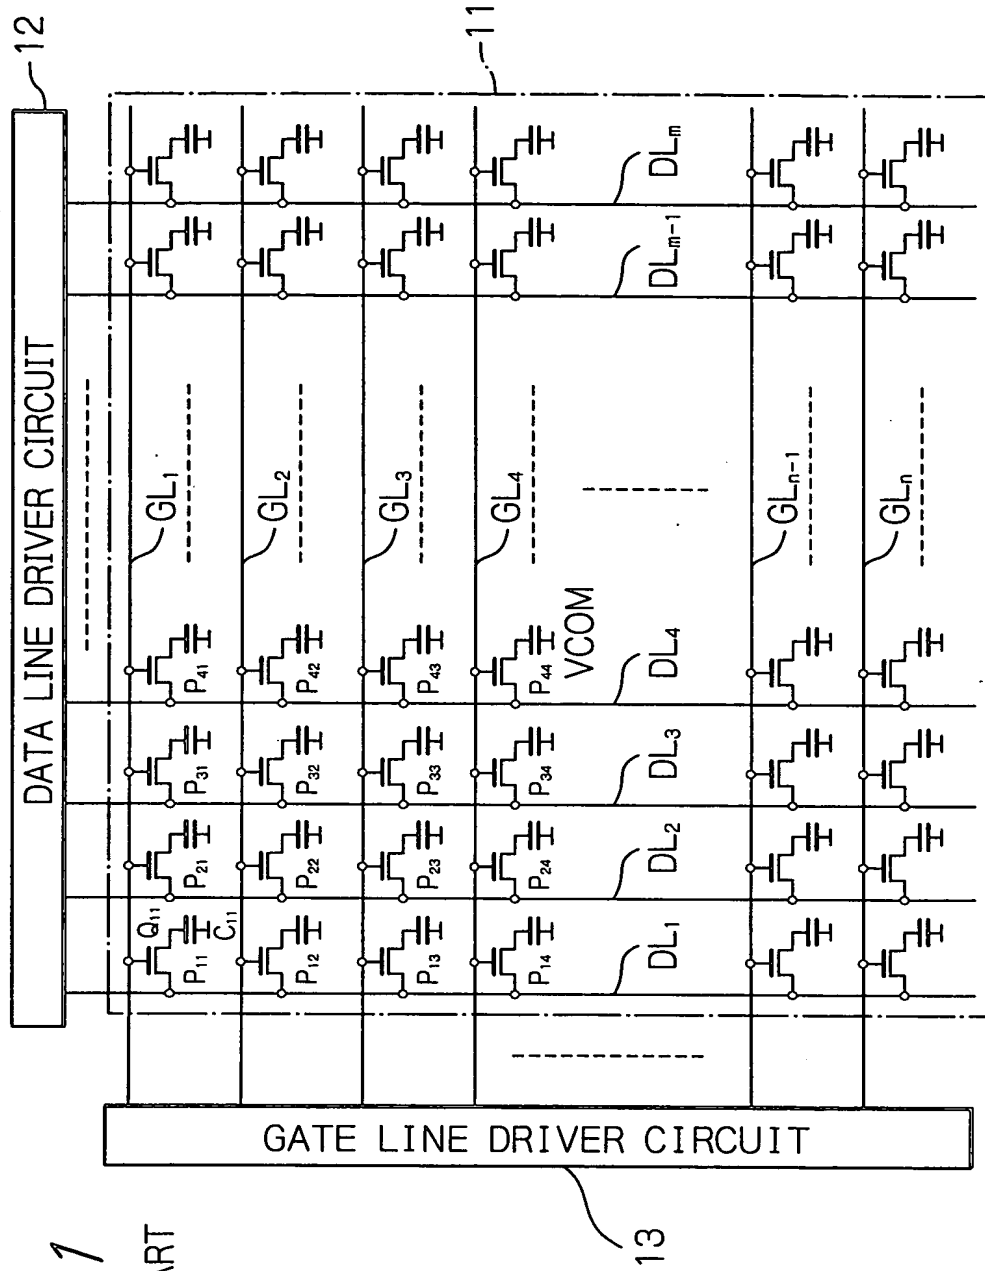 1
ART
DATA LINE DRIVER CIRCUIT
12
GATE LINE DRIVER CIRCUIT
13
11
Q₁₁
P₁₁ P₂₁ P₃₁ P₄₁ GL₁
C₁₁
P₁₂ P₂₂ P₃₂ P₄₂ GL₂
P₁₃ P₂₃ P₃₃ P₄₃ GL₃
P₁₄ P₂₄ P₃₄ P₄₄ GL₄
VCOM
DL₁ DL₂ DL₃ DL₄ DLₘ₋₁ DLₘ
GLₙ₋₁
GLₙ